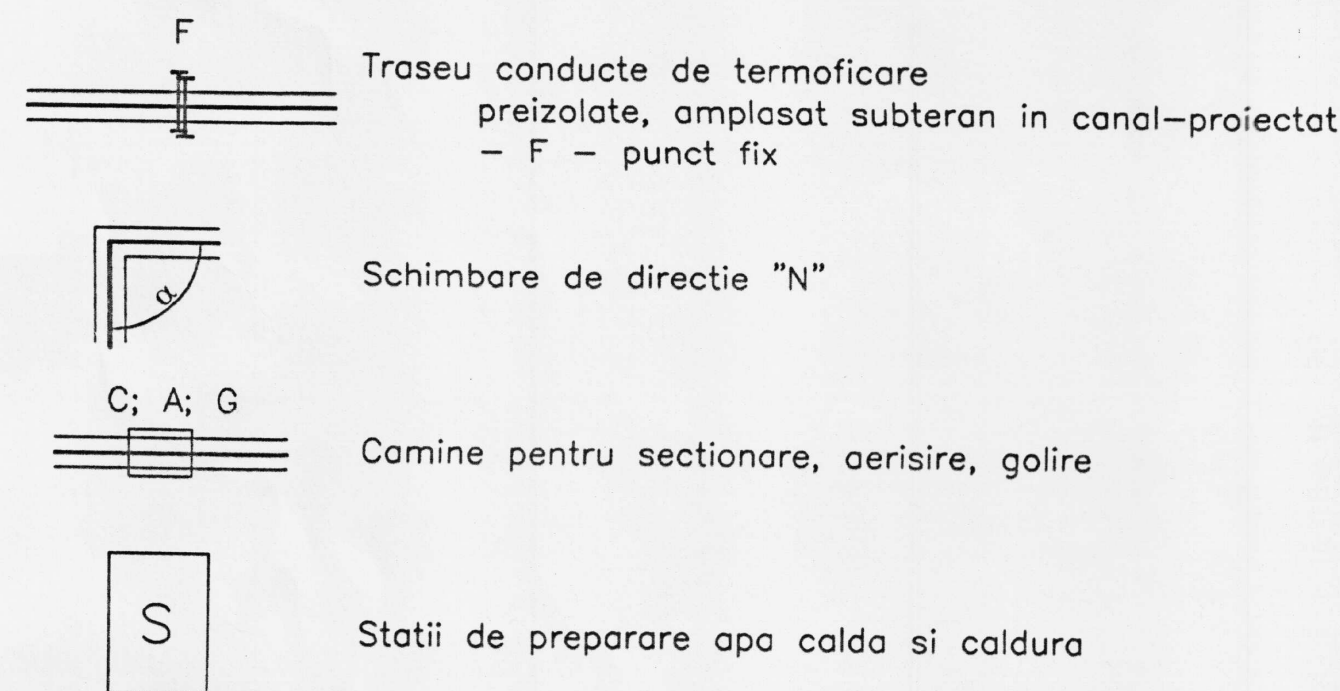 F
Traseu conducte de termoficare
preizolate, amplasat subteran in canal-proiectat
- F - punct fix
α
Schimbare de directie "N"
C; A; G
Camine pentru sectionare, aerisire, golire
S
Statii de preparare apa calda si caldura